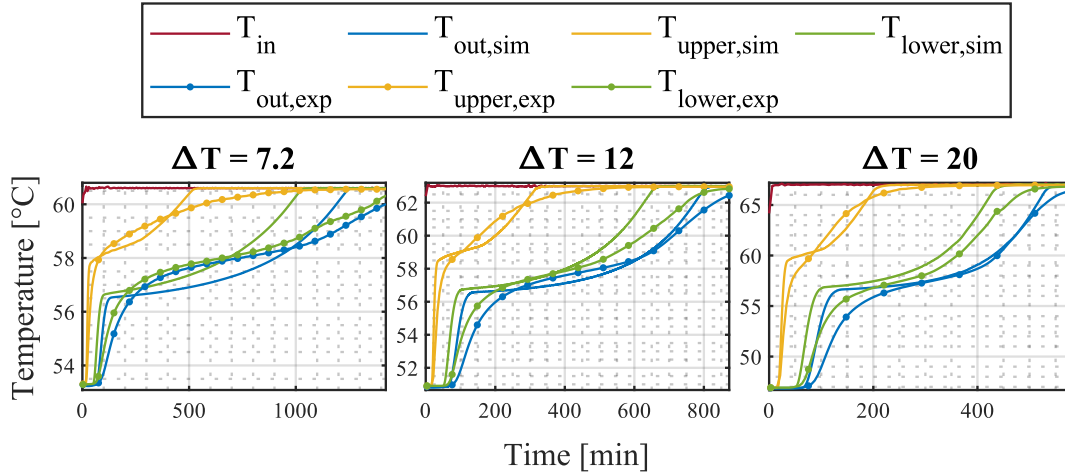 T_in T_out,sim T_upper,sim T_lower,sim
T_out,exp T_upper,exp T_lower,exp
ΔT = 7.2 ΔT = 12 ΔT = 20
Temperature [°C]
60
58
56
54
0 500 1000
62
60
58
56
54
52
0 200 400 600 800
65
60
55
50
0 200 400
Time [min]